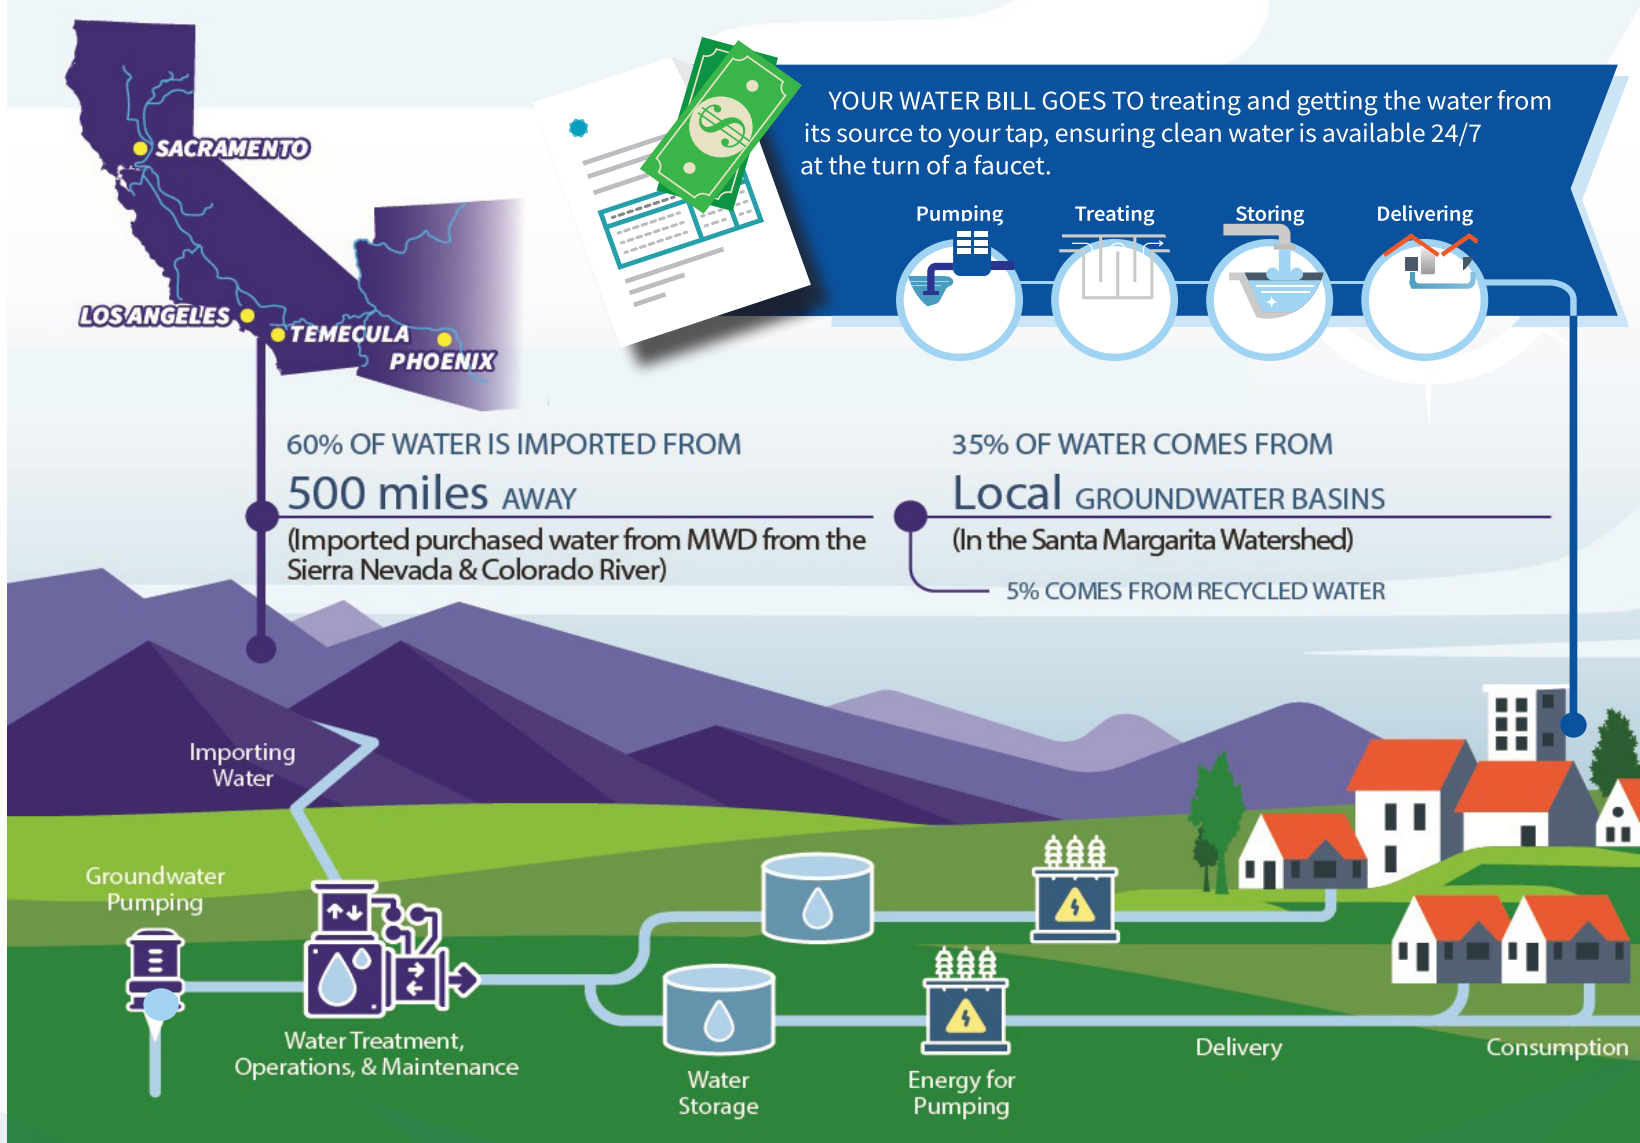 YOUR WATER BILL GOES TO treating and getting the water from
its source to your tap, ensuring clean water is available 24/7
at the turn of a faucet.
Pumping
Treating
Storing
Delivering
SACRAMENTO
LOS ANGELES
TEMECULA
PHOENIX
60% OF WATER IS IMPORTED FROM
500 miles AWAY
(Imported purchased water from MWD from the
Sierra Nevada & Colorado River)
35% OF WATER COMES FROM
Local GROUNDWATER BASINS
(In the Santa Margarita Watershed)
5% COMES FROM RECYCLED WATER
Importing
Water
Groundwater
Pumping
Water Treatment,
Operations, & Maintenance
Water
Storage
Energy for
Pumping
Delivery
Consumption